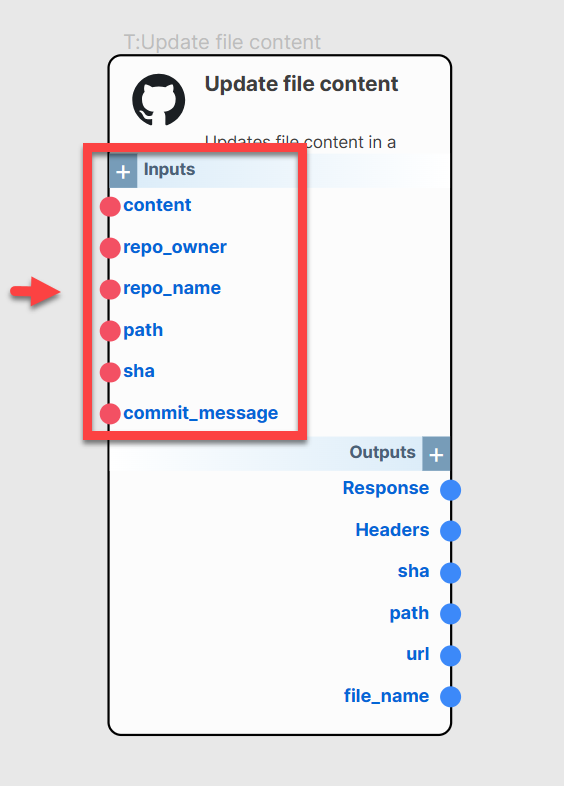 T:Update file content
Update file content
Updates file content in a
+ Inputs
content
repo_owner
repo_name
path
sha
commit_message
Outputs +
Response
Headers
sha
path
url
file_name